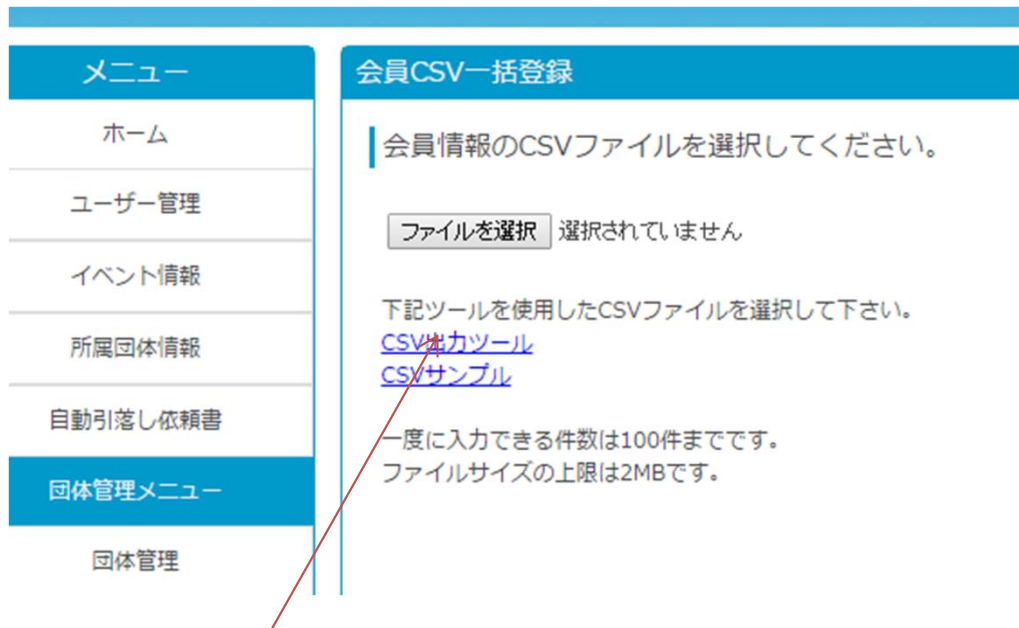 メニュー
ホーム
ユーザー管理
イベント情報
所属団体情報
自動引落し依頼書
団体管理メニュー
団体管理
会員CSV一括登録
会員情報のCSVファイルを選択してください。
ファイルを選択 選択されていません
下記ツールを使用したCSVファイルを選択して下さい。
CSV出力ツール
CSVサンプル
一度に入力できる件数は100件までです。
ファイルサイズの上限は2MBです。